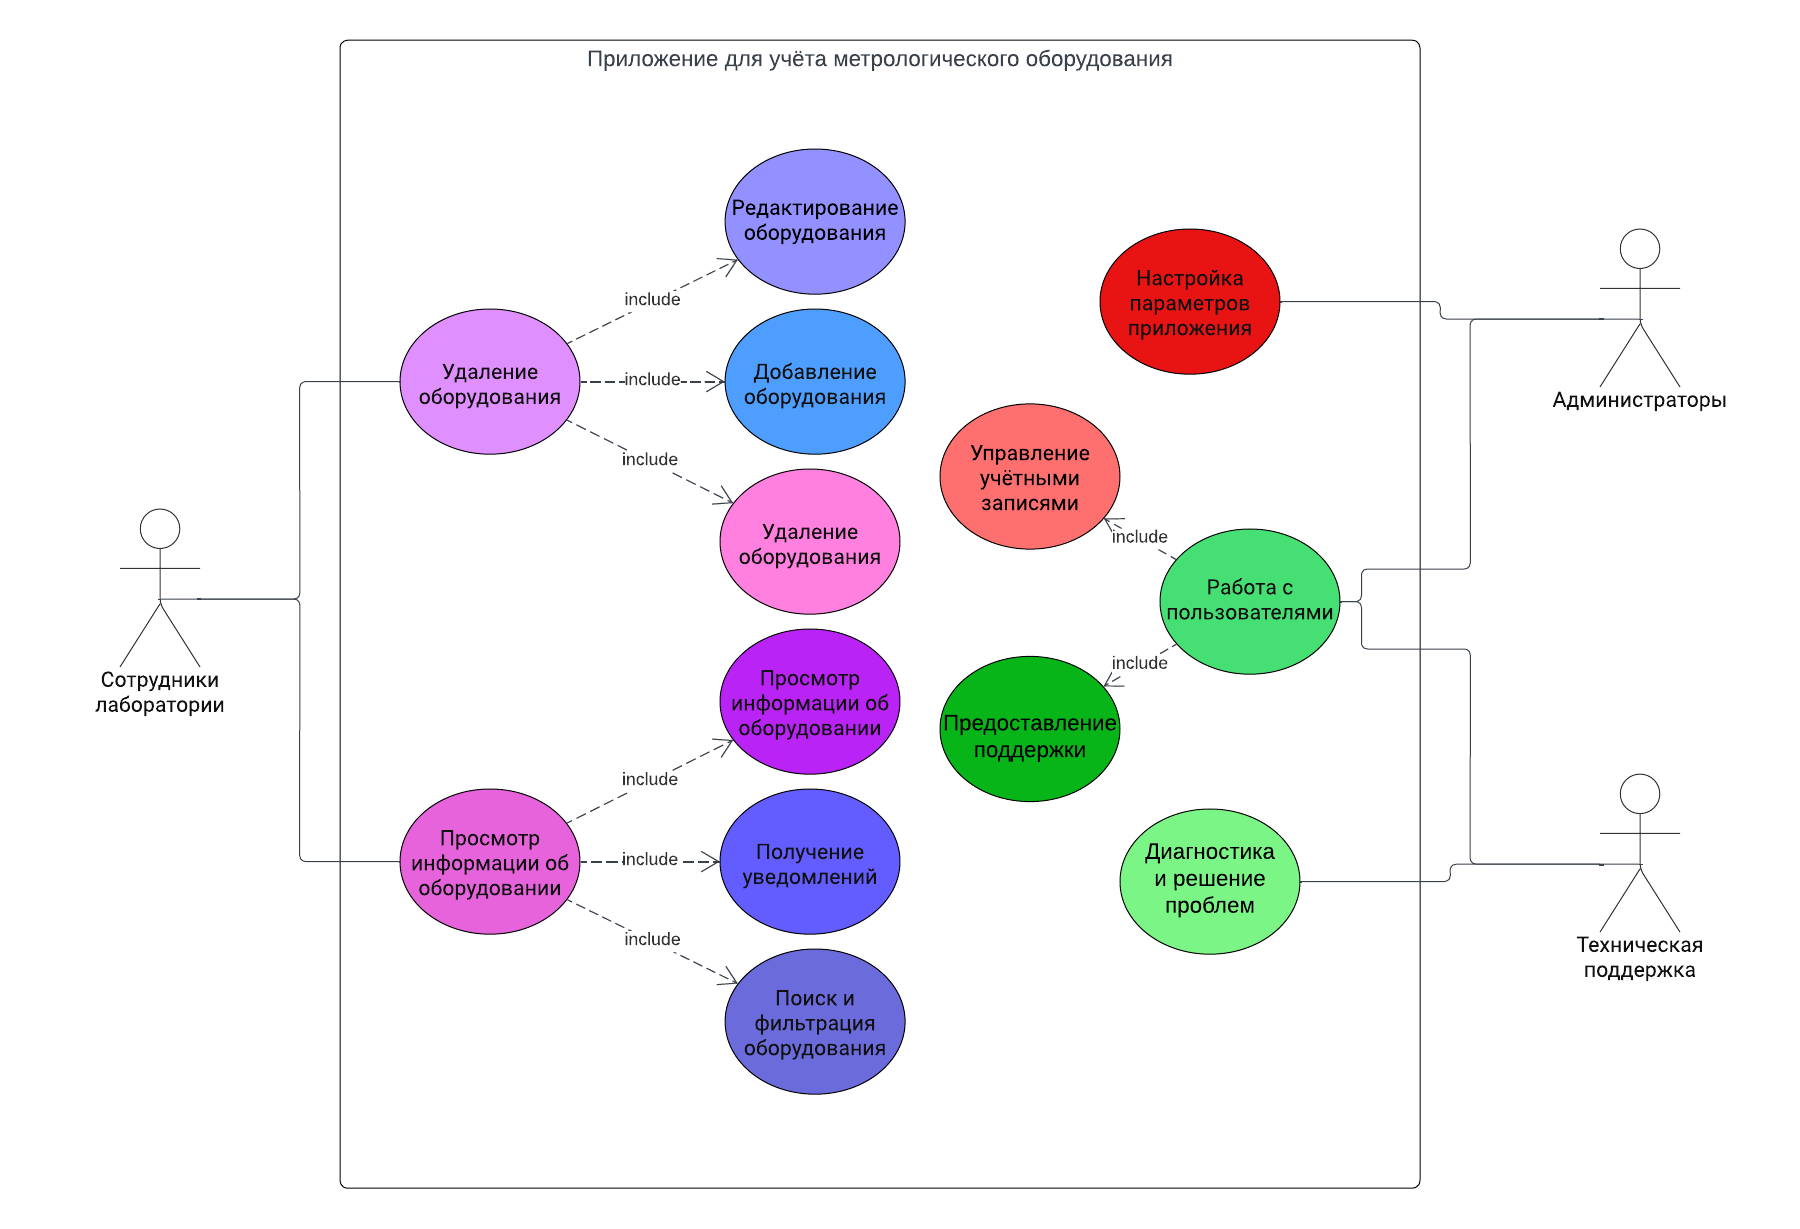 Приложение для учёта метрологического оборудования
Редактирование
оборудования
include
Удаление
оборудования
include
Добавление
оборудования
include
Удаление
оборудования
Сотрудники
лаборатории
Просмотр
информации об
оборудовании
include
Просмотр
информации об
оборудовании
include
Получение
уведомлений
include
Поиск и
фильтрация
оборудования
Настройка
параметров
приложения
Администраторы
Управление
учётными
записями
include
Работа с
пользователями
include
Предоставление
поддержки
Диагностика
и решение
проблем
Техническая
поддержка